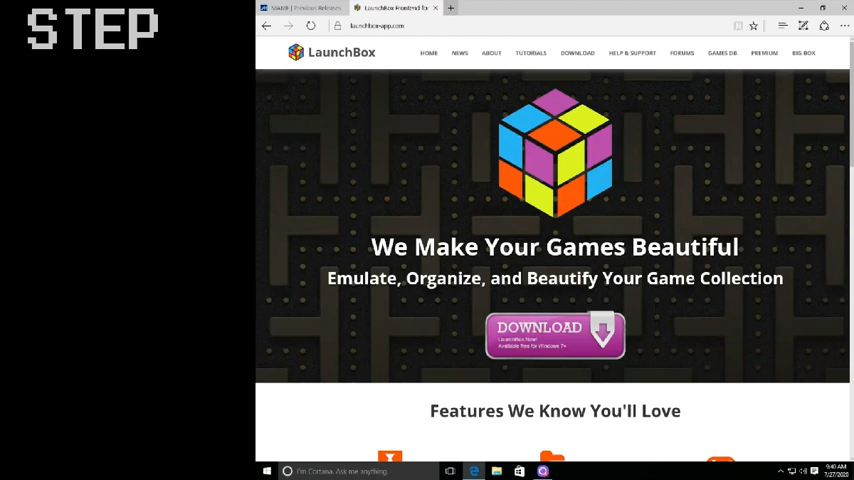 STEP
MAME | Previous Releases
LaunchBox Frontend for
launchbox-app.com
LaunchBox
HOME NEWS ABOUT TUTORIALS DOWNLOAD HELP & SUPPORT FORUMS GAMES DB PREMIUM BIG BOX
We Make Your Games Beautiful
Emulate, Organize, and Beautify Your Game Collection
DOWNLOAD
LaunchBox Now!
Available free for Windows 7+
Features We Know You'll Love
I'm Cortana. Ask me anything.
9:40 AM
7/27/2020